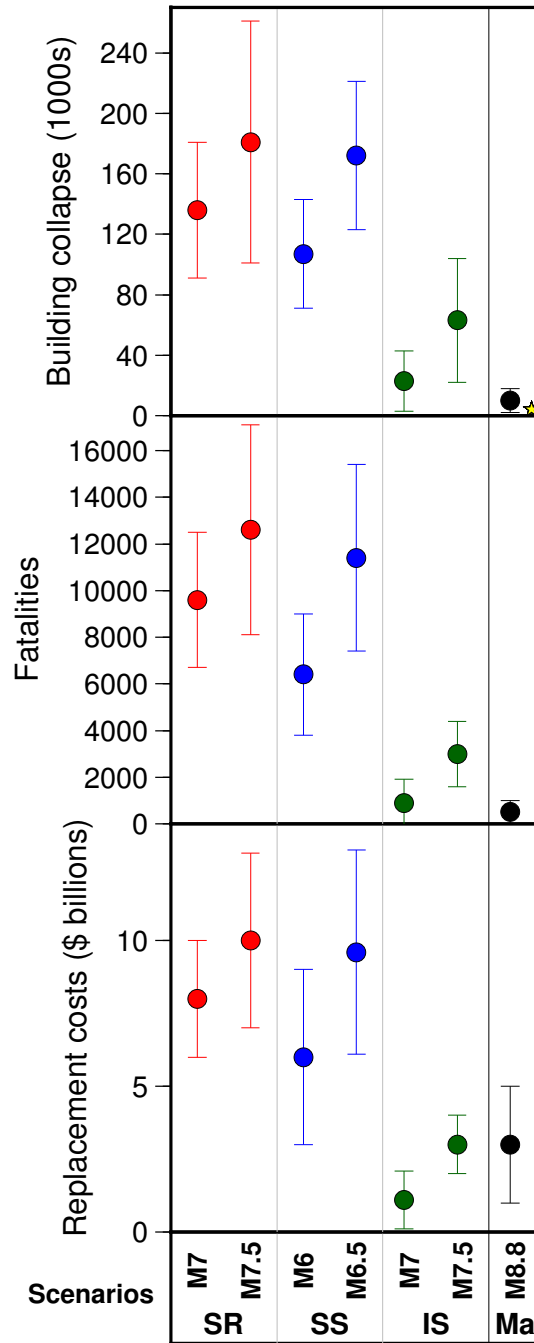 Building collapse (1000s)
240
200
160
120
80
40
0
Fatalities
16000
14000
12000
10000
8000
6000
4000
2000
0
Replacement costs ($ billions)
10
5
0
Scenarios
M7
M7.5
M6
M6.5
M7
M7.5
M8.8
SR
SS
IS
Ma